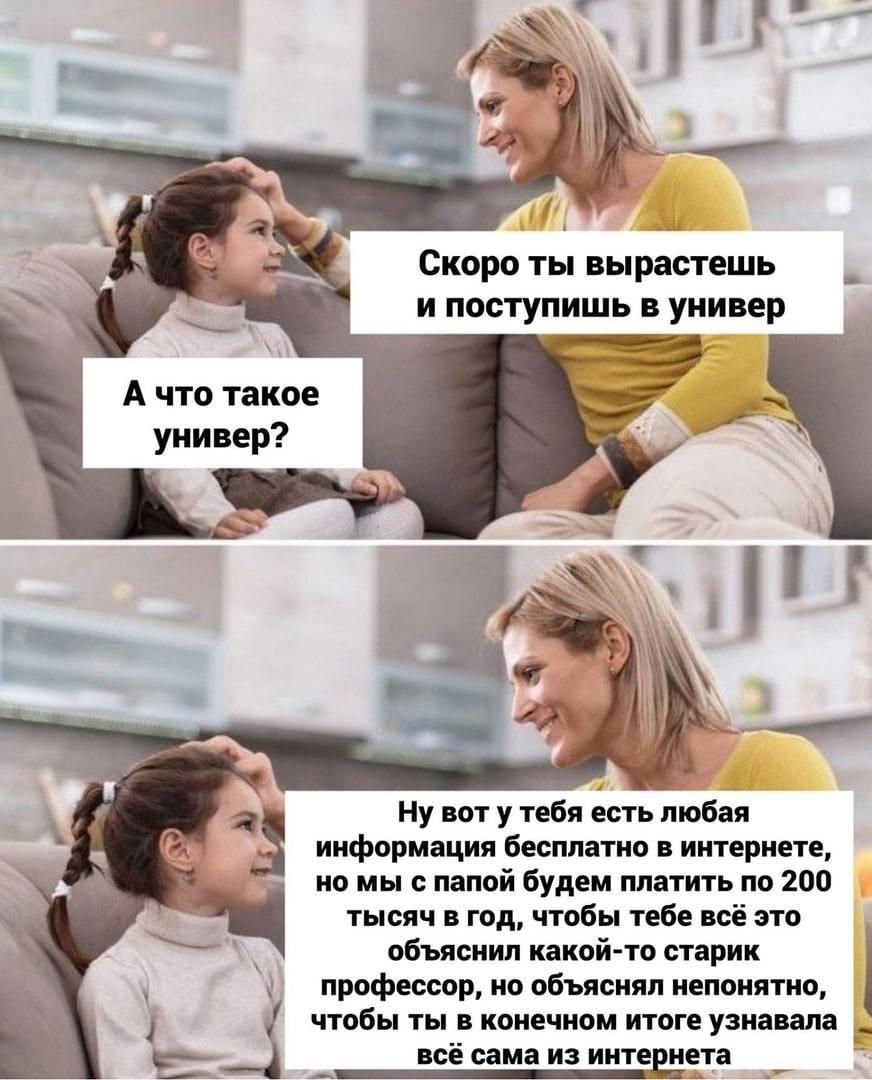 Скоро ты вырастешь
и поступишь в универ
А что такое
универ?
Ну вот у тебя есть любая
информация бесплатно в интернете,
но мы с папой будем платить по 200
тысяч в год, чтобы тебе всё это
объяснил какой-то старик
профессор, но объяснял непонятно,
чтобы ты в конечном итоге узнавала
всё сама из интернета